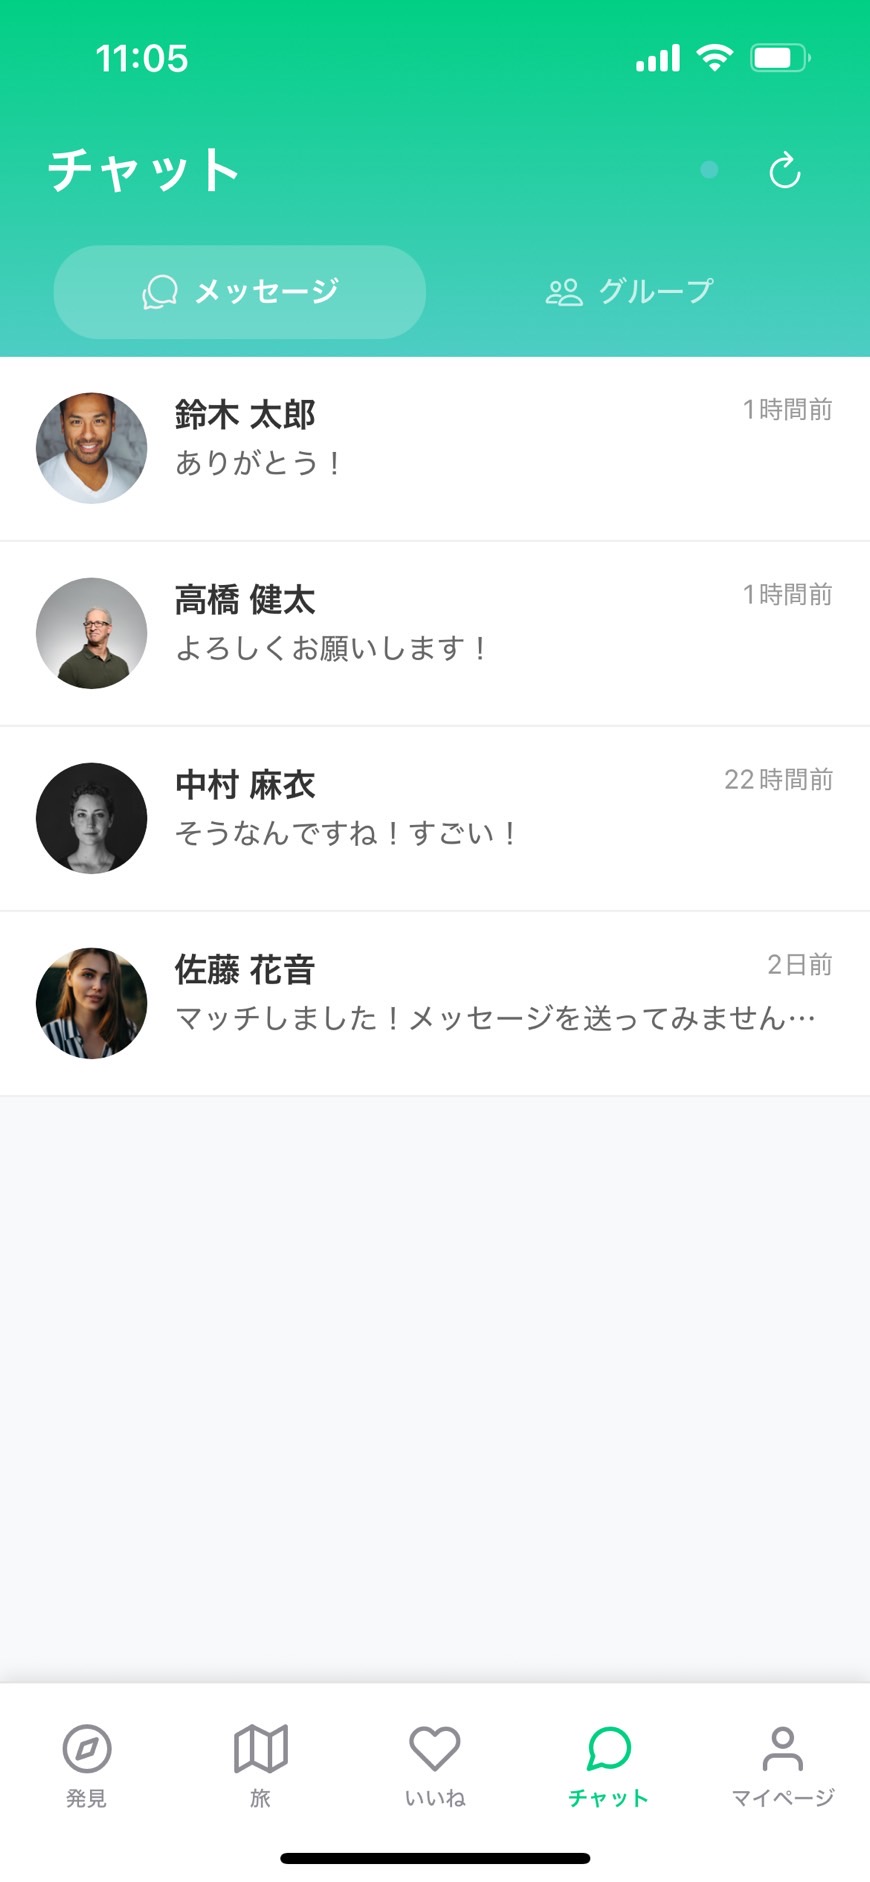 11:05
チャット
メッセージ
グループ
鈴木 太郎
1時間前
ありがとう！
高橋 健太
1時間前
よろしくお願いします！
中村 麻衣
22時間前
そうなんですね！すごい！
佐藤 花音
2日前
マッチしました！メッセージを送ってみません…
発見
旅
いいね
チャット
マイページ